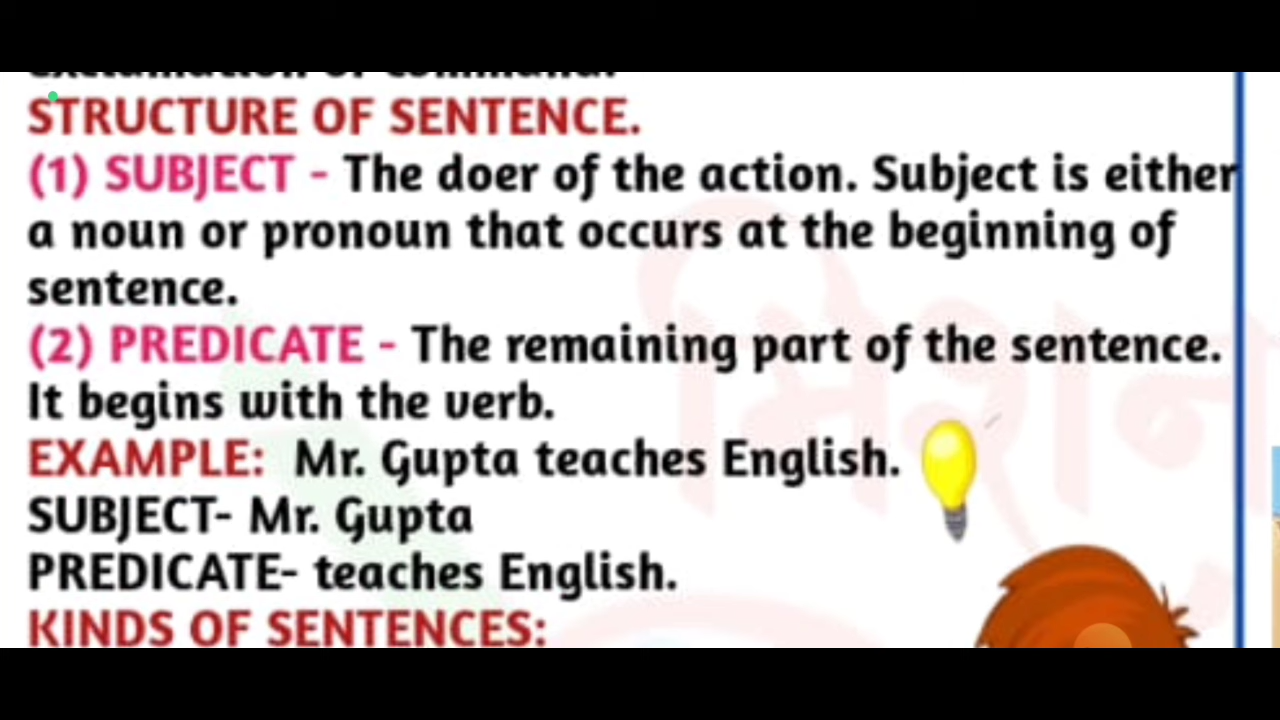 STRUCTURE OF SENTENCE.
(1) SUBJECT - The doer of the action. Subject is either
a noun or pronoun that occurs at the beginning of
sentence.
(2) PREDICATE - The remaining part of the sentence.
It begins with the verb.
EXAMPLE: Mr. Gupta teaches English.
SUBJECT- Mr. Gupta
PREDICATE- teaches English.
KINDS OF SENTENCES:
मिशन